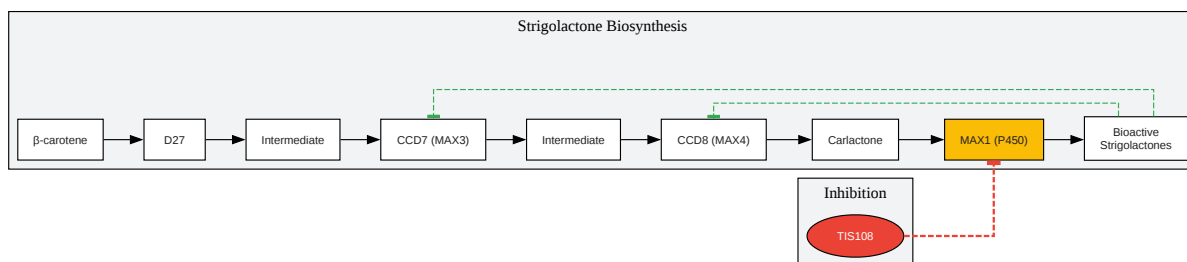 Strigolactone Biosynthesis
β-carotene
D27
Intermediate
CCD7 (MAX3)
Intermediate
CCD8 (MAX4)
Carlactone
MAX1 (P450)
Bioactive
Strigolactones
Inhibition
TIS108